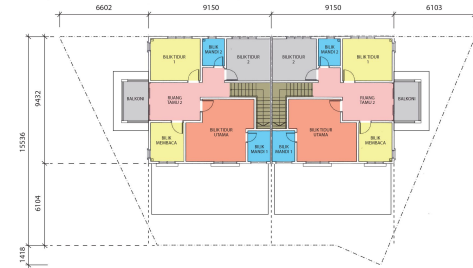 6602
9150
9150
6103
BILIK TIDUR
1
BILIK
MANDI 2
BILIK TIDUR
2
BILIK TIDUR
2
BILIK
MANDI 2
BILIK TIDUR
1
9432
15536
BALKONI
RUANG
TAMU 2
RUANG
TAMU 2
BALKONI
BILIK
MEMBACA
BILIK TIDUR
UTAMA
BILIK
MANDI 1
BILIK
MANDI 1
BILIK TIDUR
UTAMA
BILIK
MEMBACA
6104
1418